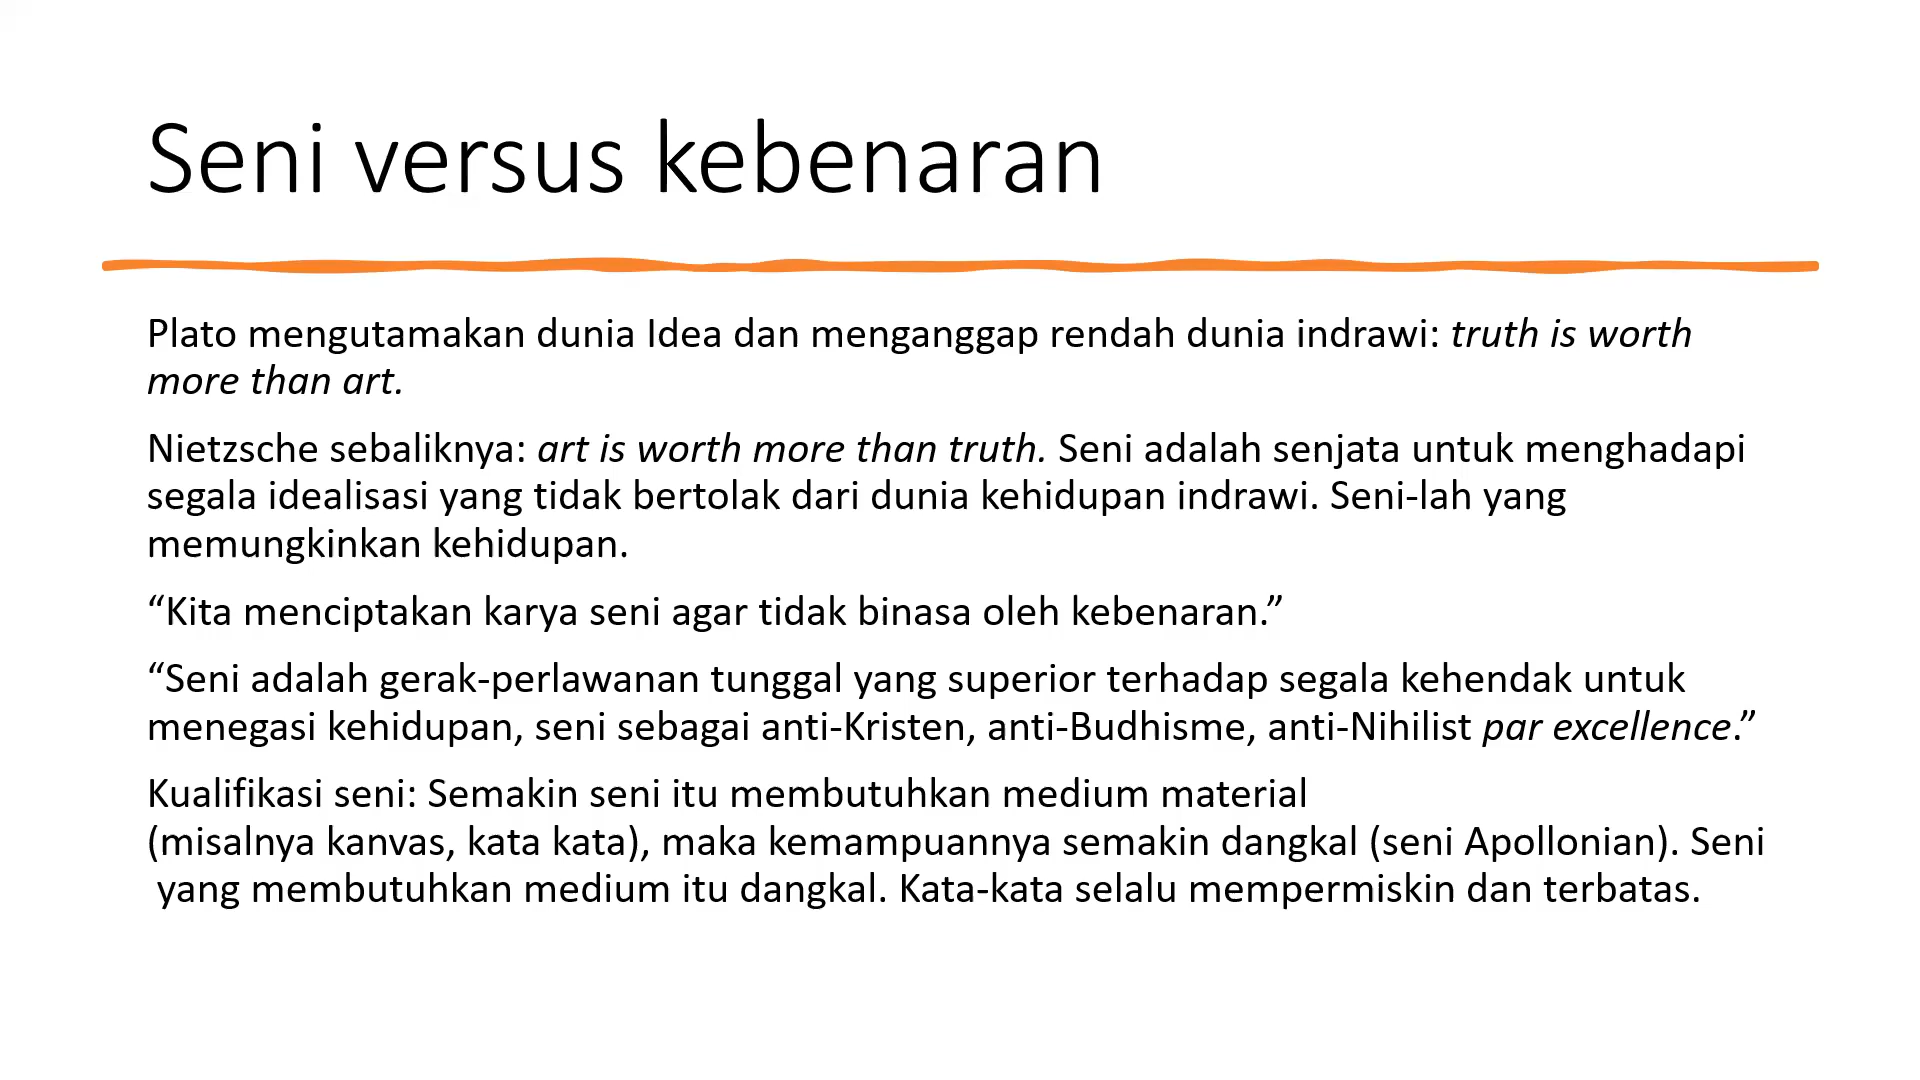 Seni versus kebenaran
Plato mengutamakan dunia Idea dan menganggap rendah dunia indrawi: truth is worth
more than art.
Nietzsche sebaliknya: art is worth more than truth. Seni adalah senjata untuk menghadapi
segala idealisasi yang tidak bertolak dari dunia kehidupan indrawi. Seni-lah yang
memungkinkan kehidupan.
“Kita menciptakan karya seni agar tidak binasa oleh kebenaran.”
“Seni adalah gerak-perlawanan tunggal yang superior terhadap segala kehendak untuk
menegasi kehidupan, seni sebagai anti-Kristen, anti-Budhisme, anti-Nihilist par excellence.”
Kualifikasi seni: Semakin seni itu membutuhkan medium material
(misalnya kanvas, kata kata), maka kemampuannya semakin dangkal (seni Apollonian). Seni
yang membutuhkan medium itu dangkal. Kata-kata selalu mempermiskin dan terbatas.